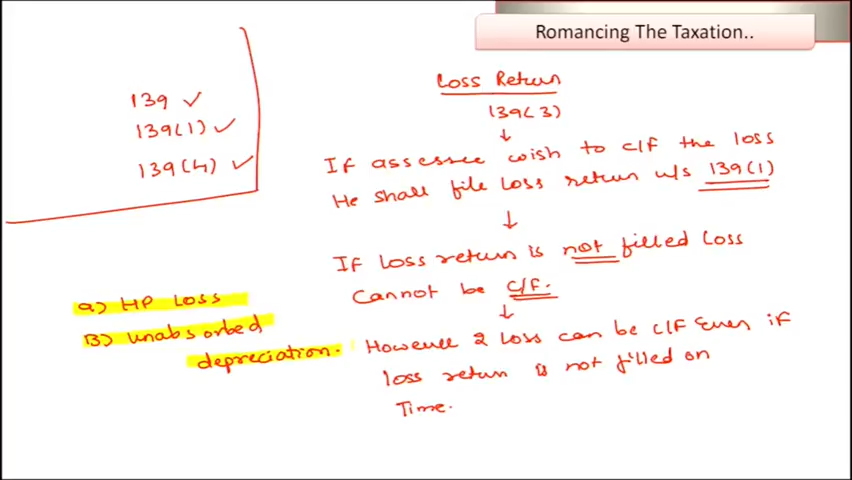 Romancing The Taxation..
139 ✓
139(1) ✓
139(4) ✓
Loss Return
139(3)
↓
If assessee wish to c/f the loss
He shall file loss return u/s 139(1)
↓
If loss return is not filled loss
Cannot be c/f.
↓
However 2 loss can be c/f Even if
loss return is not filled on
Time.
a) HP Loss
B) unabsorbed
depreciation.